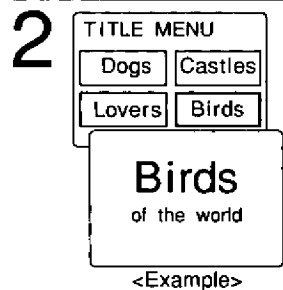 2
TITLE MENU
Dogs Castles
Lovers Birds
Birds
of the world
<Example>